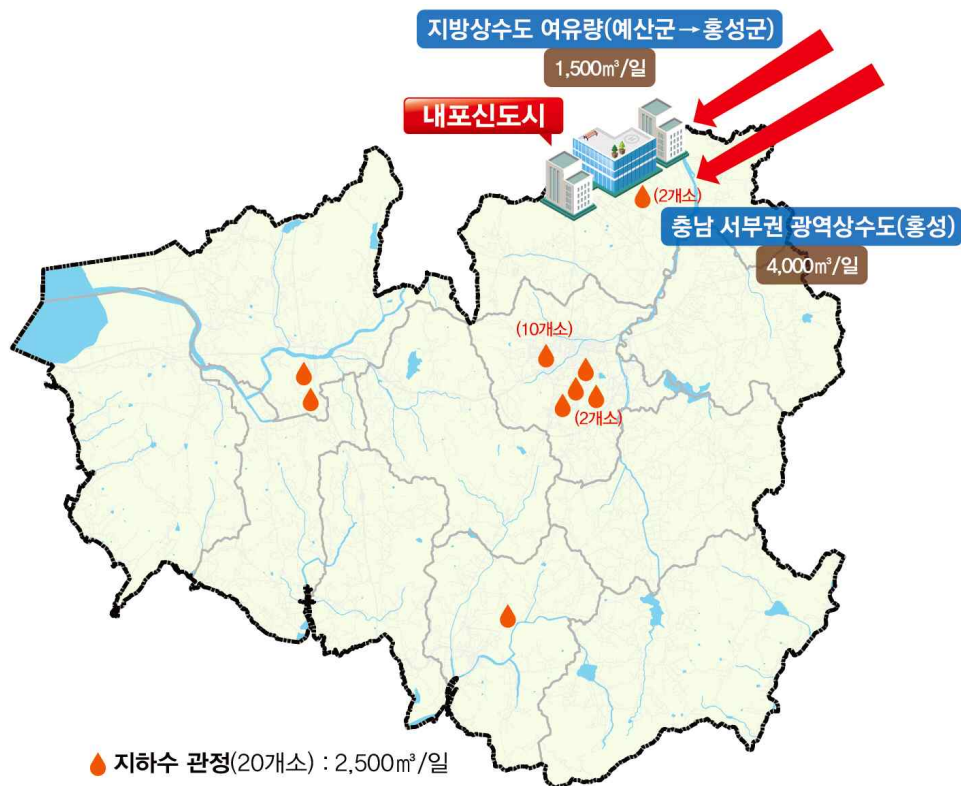 지방상수도 여유량(예산군→홍성군)
1,500㎥/일
내포신도시
(2개소)
충남 서부권 광역상수도(홍성)
4,000㎥/일
(10개소)
(2개소)
지하수 관정(20개소) : 2,500㎥/일